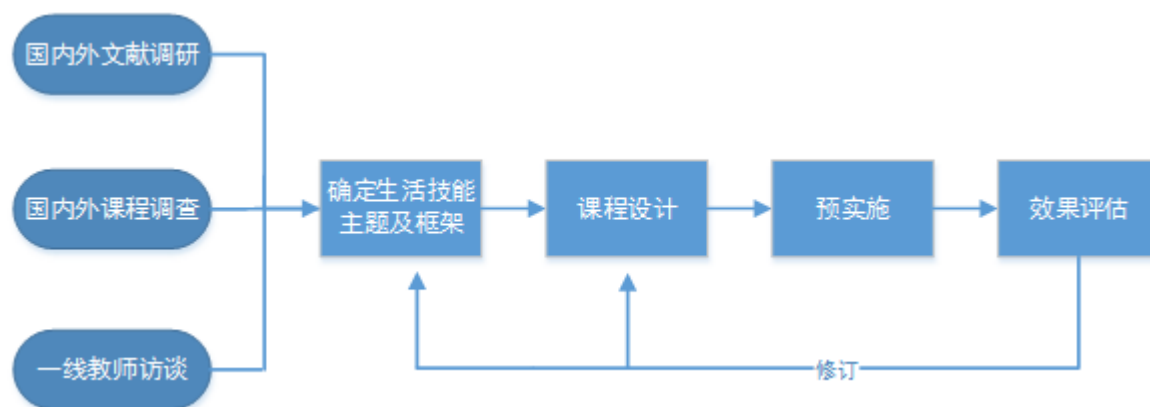 国内外文献调研
国内外课程调查
一线教师访谈
确定生活技能
主题及框架
课程设计
预实施
效果评估
修订